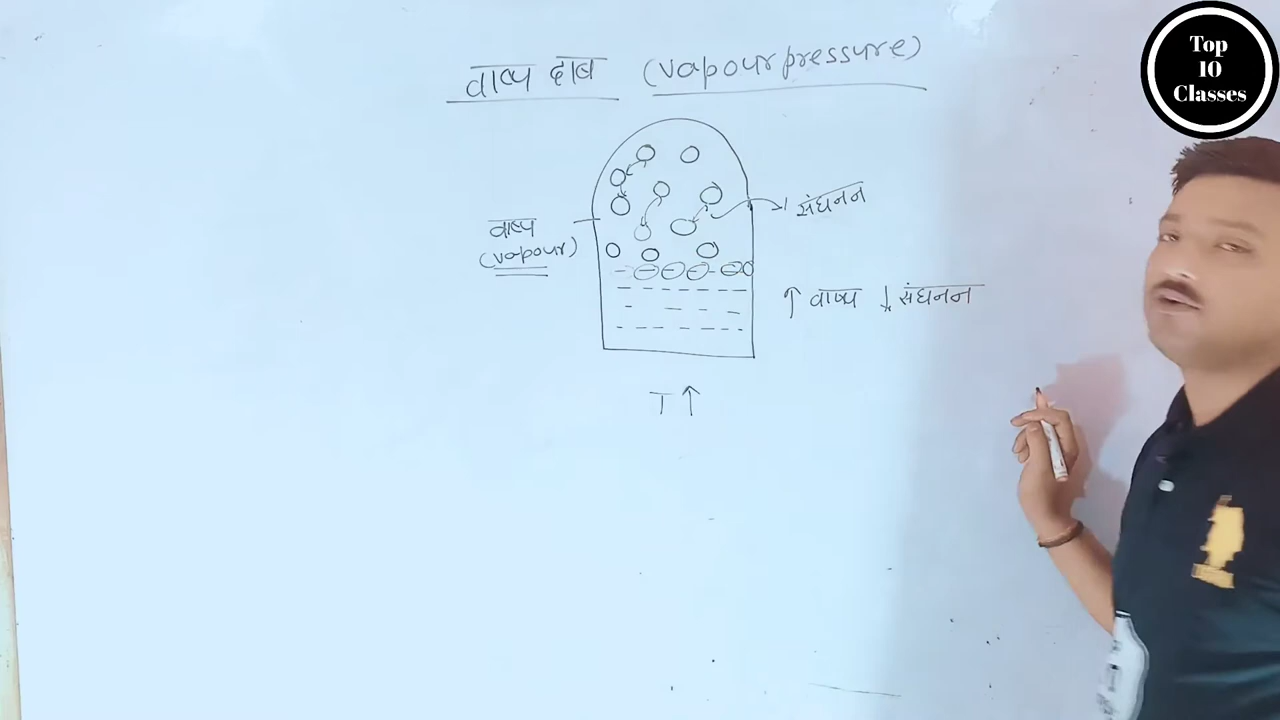 Top
10
Classes
वाष्प दाब (vapour pressure)
वाष्प
(vapour)
संघनन
↑ वाष्प ↓ संघनन
T ↑